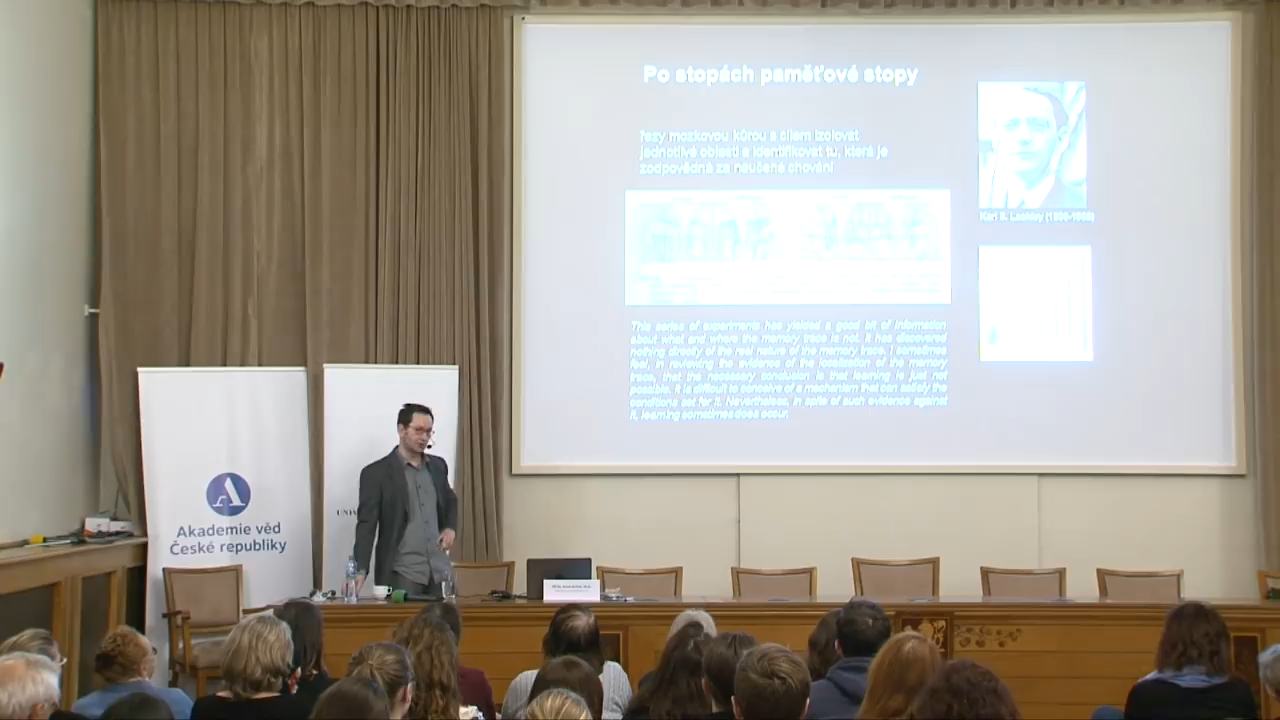 Po stopách paměťové stopy
řezy mozkovou kůrou s cílem izolovat
jednotlivé oblasti a identifikovat tu, která je
zodpovědná za naučené chování
Karl S. Lashley
This series of experiments has yielded a good bit of information
about what and where the memory trace is not. It has discovered
nothing directly of the real nature of the memory trace. I sometimes
feel, in reviewing the evidence of the localization of the memory
trace, that the necessary conclusion is that learning is just not
possible. It is difficult to conceive of a mechanism that can satisfy the
conditions set for it. Nevertheless, in spite of such evidence against
it, learning sometimes does occur.
Akademie věd
České republiky